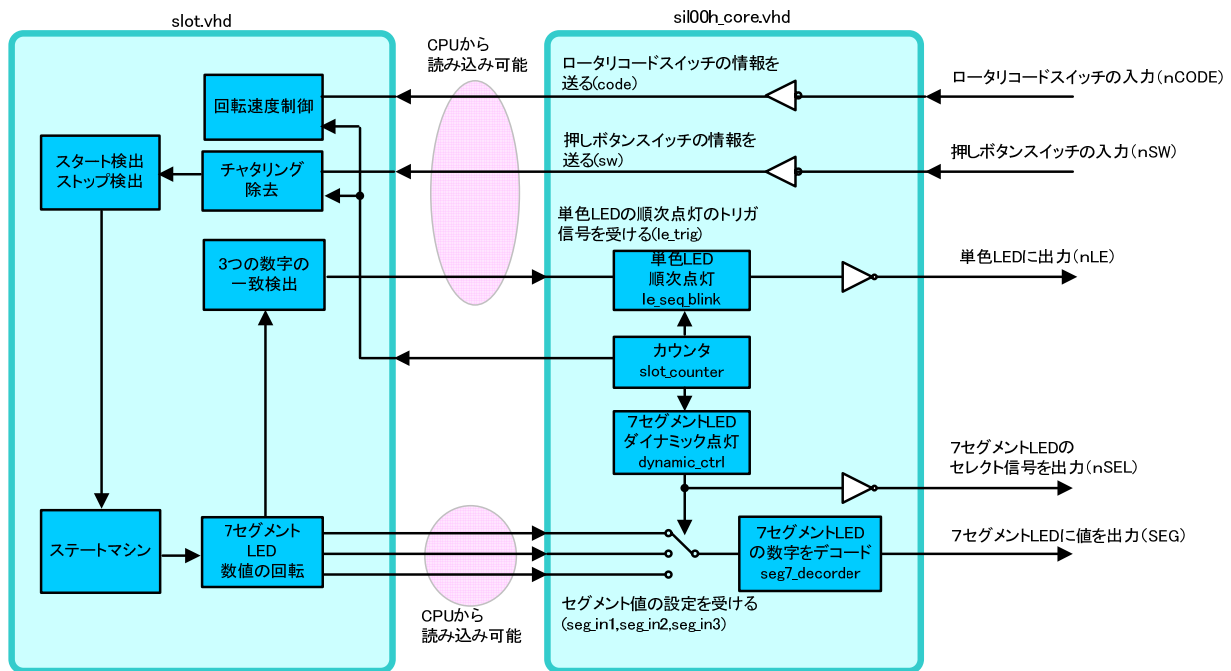 slot.vhd
sil00h_core.vhd
CPUから
読み込み可能
ロータリコードスイッチの情報を
送る(code)
ロータリコードスイッチの入力(nCODE)
回転速度制御
押しボタンスイッチの情報を
送る(sw)
押しボタンスイッチの入力(nSW)
スタート検出
ストップ検出
チャタリング
除去
単色LEDの順次点灯のトリガ
信号を受ける(le_trig)
3つの数字の
一致検出
単色LED
順次点灯
le_seq_blink
単色LEDに出力(nLE)
カウンタ
slot_counter
7セグメントLED
ダイナミック点灯
dynamic_ctrl
7セグメントLEDの
セレクト信号を出力(nSEL)
ステートマシン
7セグメント
LED
数値の回転
7セグメントLED
の数字をデコード
seg7_decorder
7セグメントLEDに値を出力(SEG)
CPUから
読み込み可能
セグメント値の設定を受ける
(seg_in1,seg_in2,seg_in3)